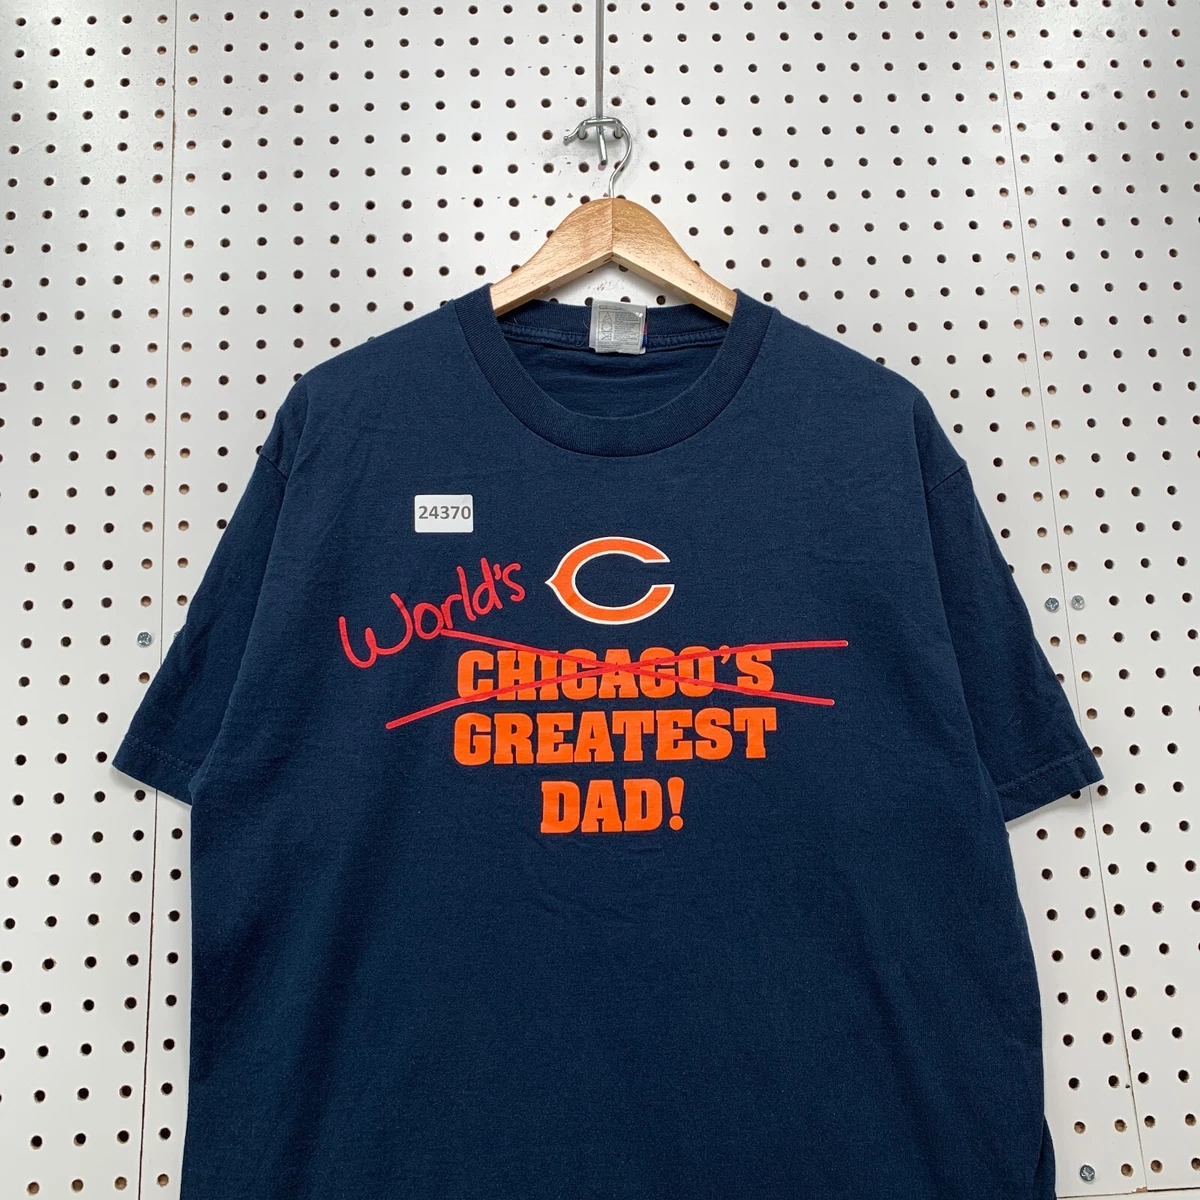 24370
World's
CHICAGO'S
GREATEST
DAD!